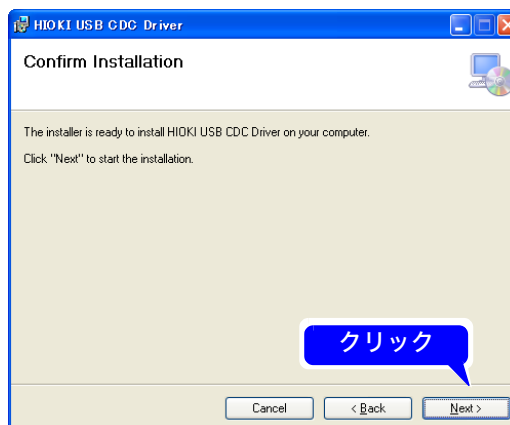 HIOKI USB CDC Driver
Confirm Installation
The installer is ready to install HIOKI USB CDC Driver on your computer.
Click "Next" to start the installation.
クリック
Cancel
< Back
Next >